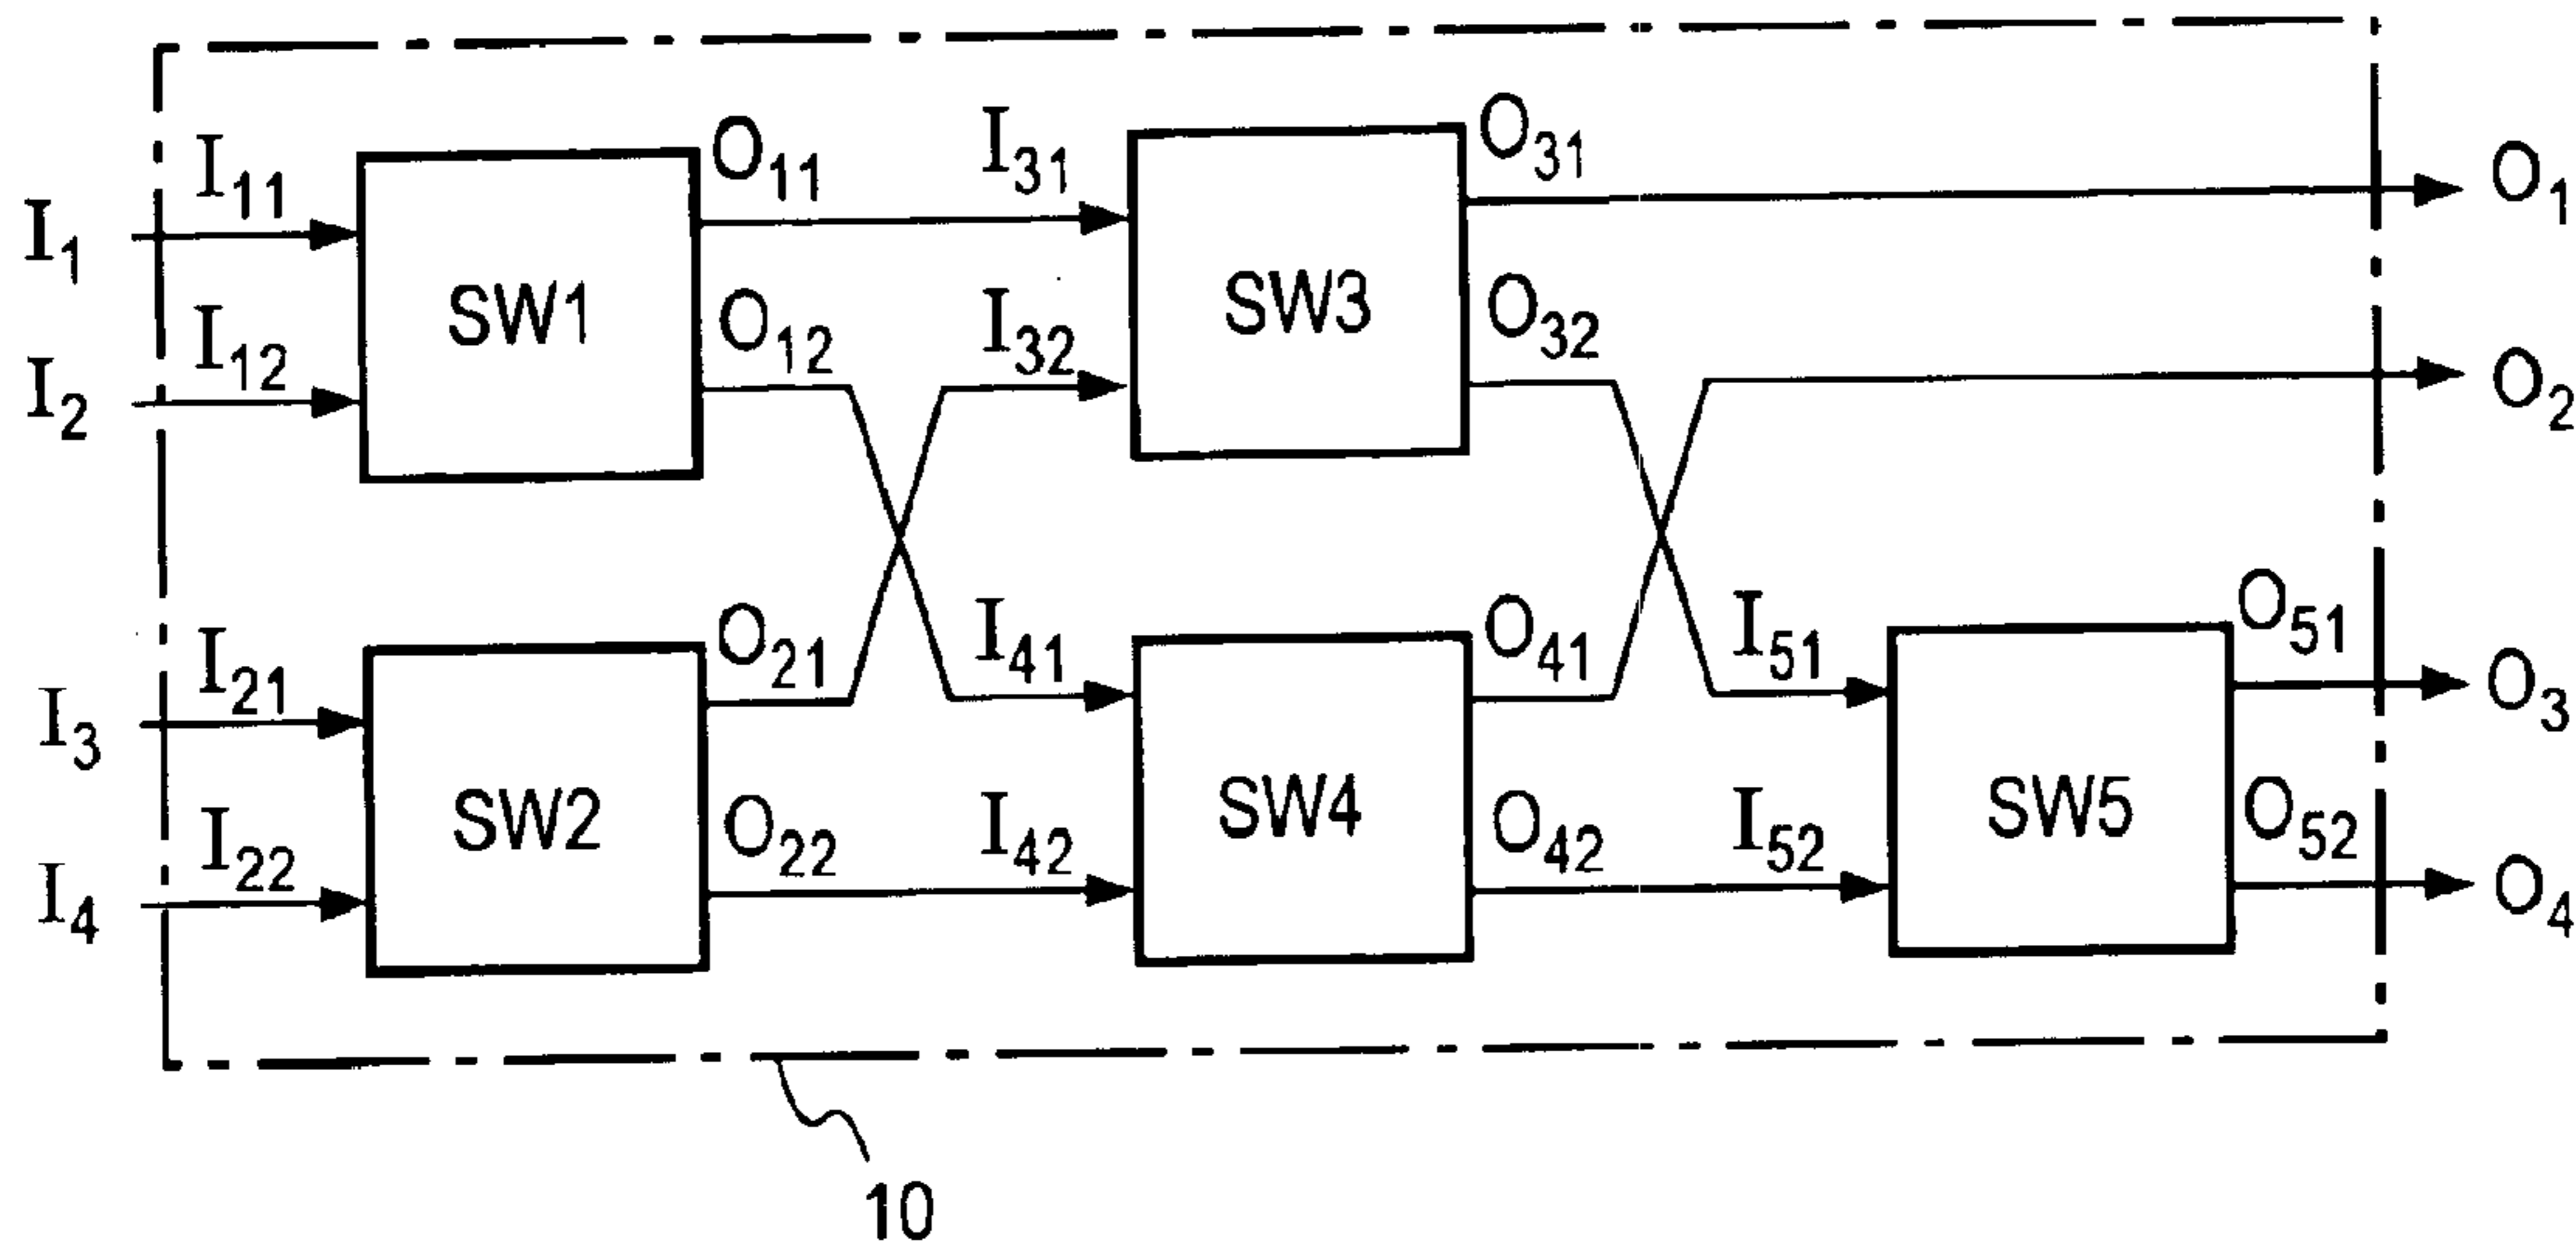 I₁
I₂
I₃
I₄
I₁₁
I₁₂
SW1
O₁₁
O₁₂
I₂₁
I₂₂
SW2
O₂₁
O₂₂
I₃₁
I₃₂
SW3
O₃₁
O₃₂
I₄₁
I₄₂
SW4
O₄₁
O₄₂
I₅₁
I₅₂
SW5
O₅₁
O₅₂
O₁
O₂
O₃
O₄
10